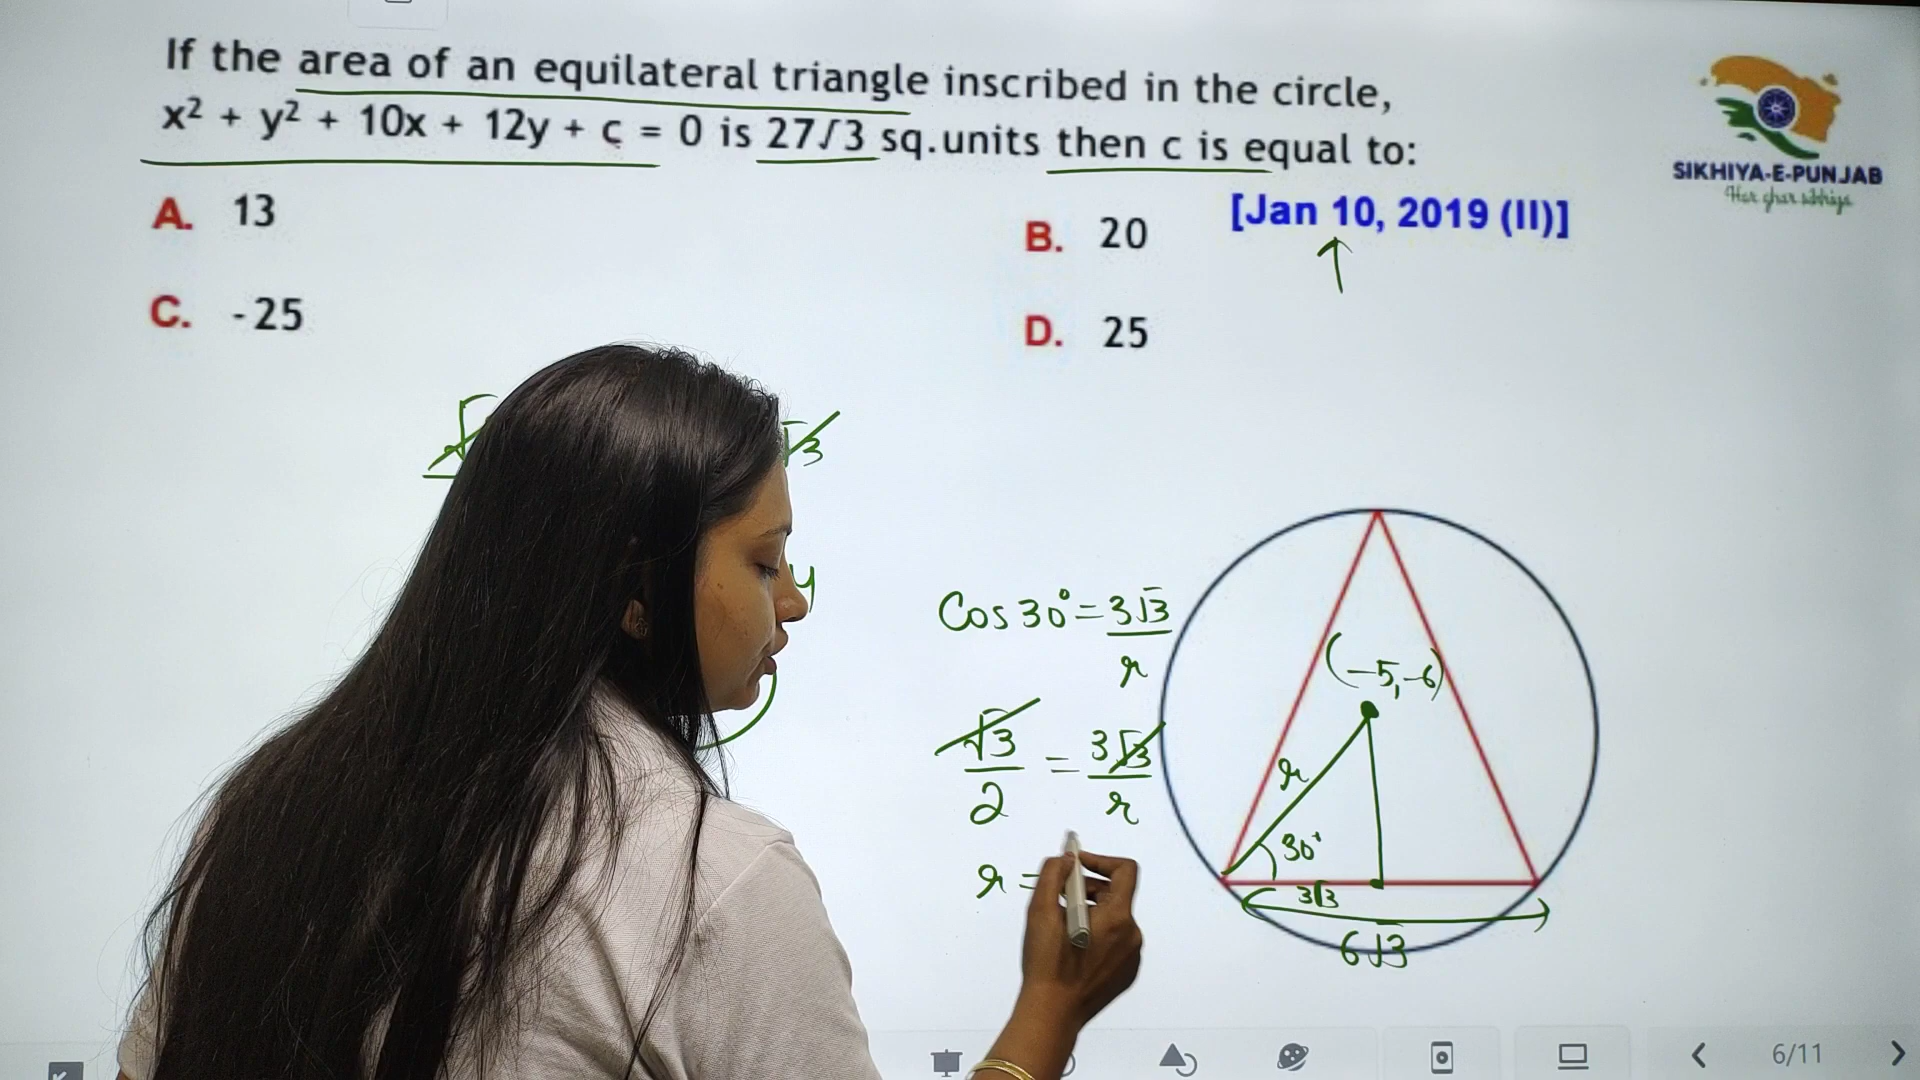 If the area of an equilateral triangle inscribed in the circle,
x² + y² + 10x + 12y + c = 0 is 27√3 sq.units then c is equal to:
A. 13
B. 20
[Jan 10, 2019 (II)]
C. -25
D. 25
SIKHIYA-E-PUNJAB
Har ghar sikhiya
√3
y
Cos 30° = 3√3
r
(-5, -6)
√3 = 3√3
2 r
r
30°
r =
3√3
6√3
6/11